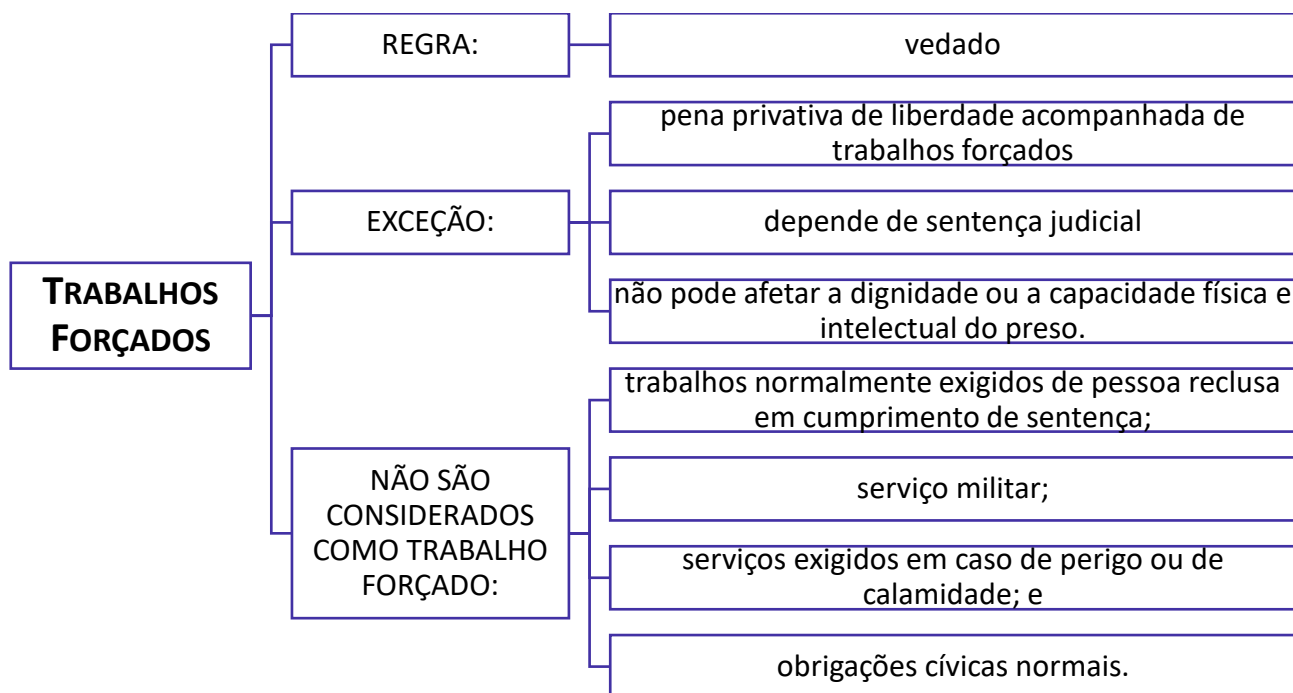 REGRA:
vedado
EXCEÇÃO:
pena privativa de liberdade acompanhada de
trabalhos forçados
depende de sentença judicial
não pode afetar a dignidade ou a capacidade física e
intelectual do preso.
TRABALHOS
FORÇADOS
NÃO SÃO
CONSIDERADOS
COMO TRABALHO
FORÇADO:
trabalhos normalmente exigidos de pessoa reclusa
em cumprimento de sentença;
serviço militar;
serviços exigidos em caso de perigo ou de
calamidade; e
obrigações cívicas normais.